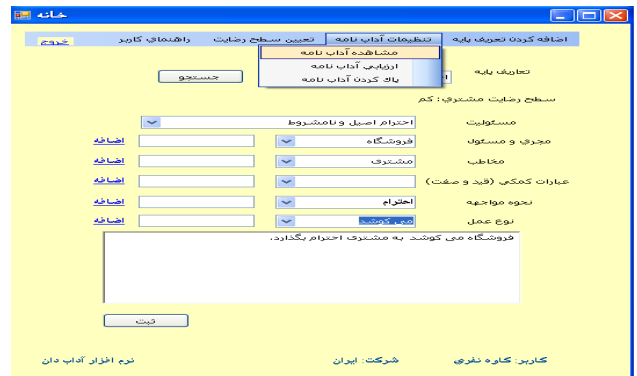 خانه
اضافه کردن تعریف پایه تنظیمات آداب نامه تعیین سطح رضایت راهنمای کاربر خروج
مشاهده آداب نامه
ارزیابی آداب نامه
پاك كردن آداب نامه
تعاریف پایه جستجو
سطح رضایت مشتری: کم
مسئولیت احترام اصیل و نامشروط
مجری و مسئول فروشگاه اضافه
مخاطب مشتری اضافه
عبارات کمکی (قید و صفت) اضافه
نحوه مواجهه احترام اضافه
نوع عمل می کوشد اضافه
فروشگاه می کوشد به مشتری احترام بگذارد.
ثبت
کاربر: کاوه نفری شرکت: ایران نرم افزار آداب دان